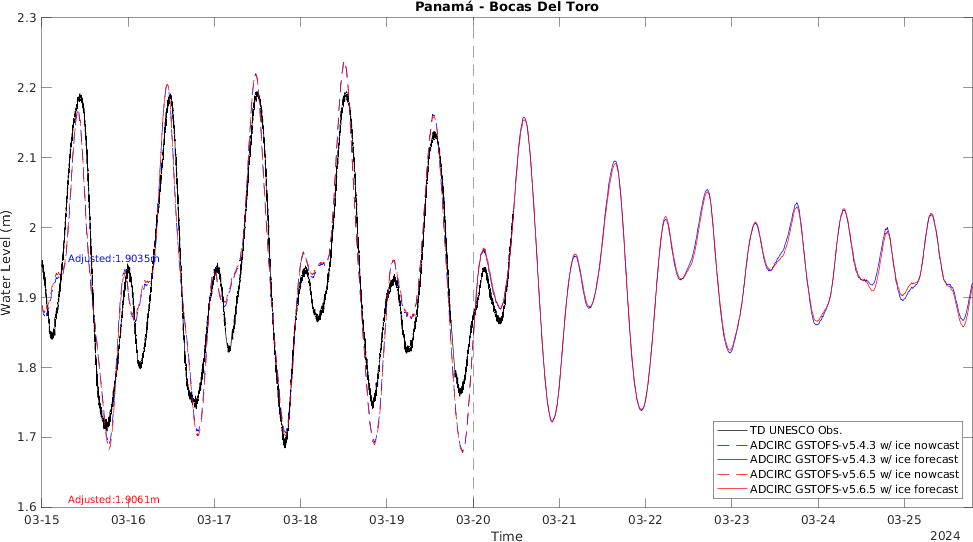 Panamá - Bocas Del Toro
2.3
2.2
2.1
2
1.9
1.8
1.7
1.6
Water Level (m)
Adjusted:1.9035m
Adjusted:1.9061m
TD UNESCO Obs.
ADCIRC GSTOFS-v5.4.3 w/ ice nowcast
ADCIRC GSTOFS-v5.4.3 w/ ice forecast
ADCIRC GSTOFS-v5.6.5 w/ ice nowcast
ADCIRC GSTOFS-v5.6.5 w/ ice forecast
03-15 03-16 03-17 03-18 03-19 03-20 03-21 03-22 03-23 03-24 03-25
Time
2024